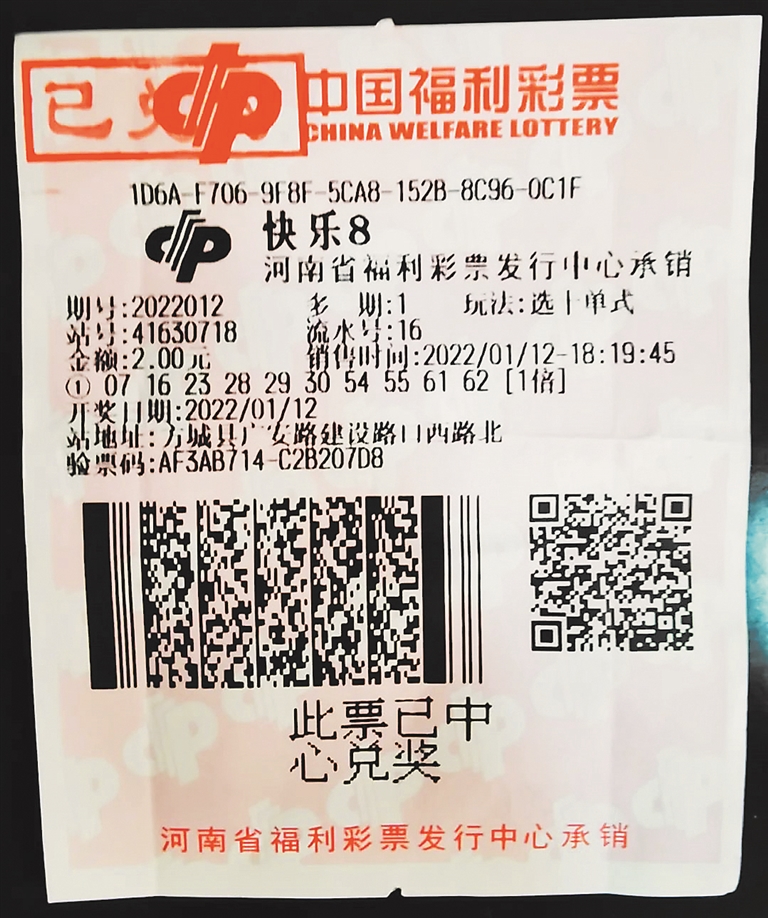 已
中国福利彩票
CHINA WELFARE LOTTERY
1D6A-F706-9F8F-5CA8-152B-8C96-0C1F
快乐8
河南省福利彩票发行中心承销
期号:2022012 多 期:1 玩法:选十单式
站号:41630718 流水号:16
金额:2.00元 销售时间:2022/01/12-18:19:45
① 07 16 23 28 29 30 54 55 61 62 [1倍]
开奖日期:2022/01/12
站地址:方城县广安路建设路口西路北
验票码:AF3AB714-C2B207D8
此票已中
心兑奖
河南省福利彩票发行中心承销